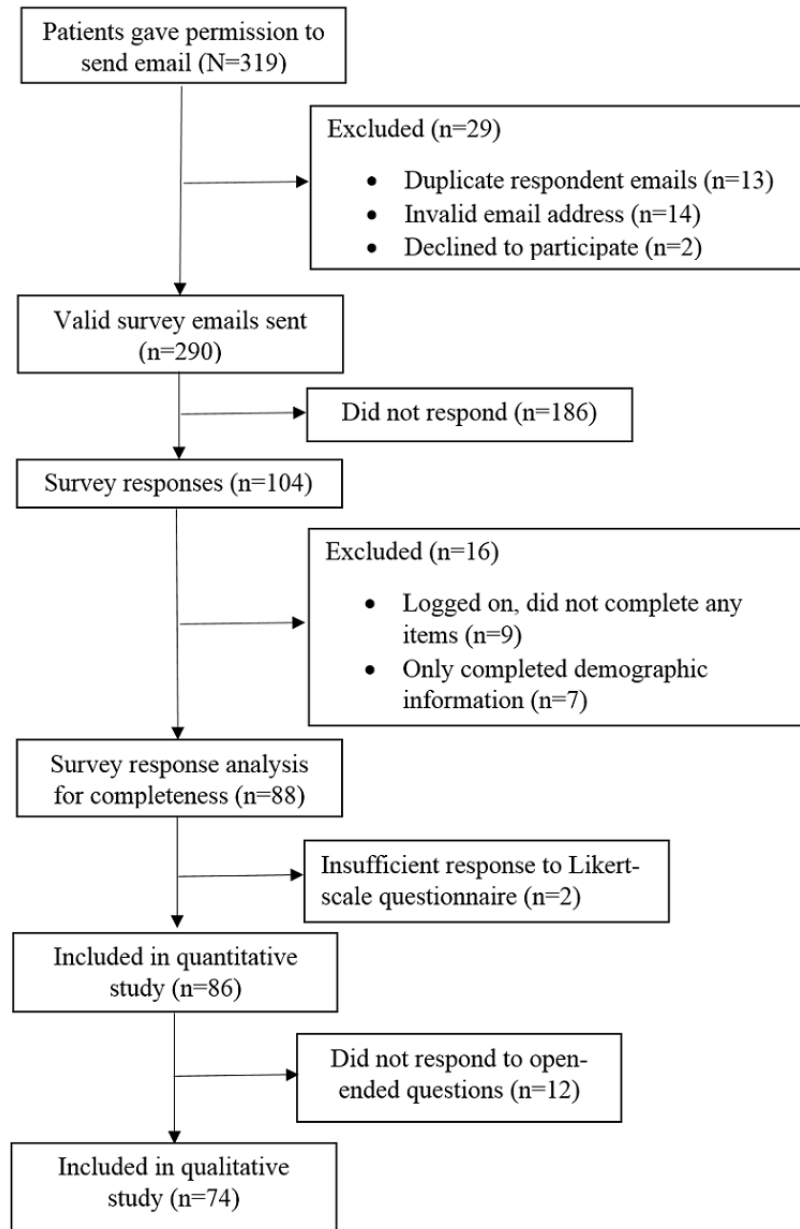 Patients gave permission to
send email (N=319)
Excluded (n=29)
• Duplicate respondent emails (n=13)
• Invalid email address (n=14)
• Declined to participate (n=2)
Valid survey emails sent
(n=290)
Did not respond (n=186)
Survey responses (n=104)
Excluded (n=16)
• Logged on, did not complete any
items (n=9)
• Only completed demographic
information (n=7)
Survey response analysis
for completeness (n=88)
Insufficient response to Likert-
scale questionnaire (n=2)
Included in quantitative
study (n=86)
Did not respond to open-
ended questions (n=12)
Included in qualitative
study (n=74)